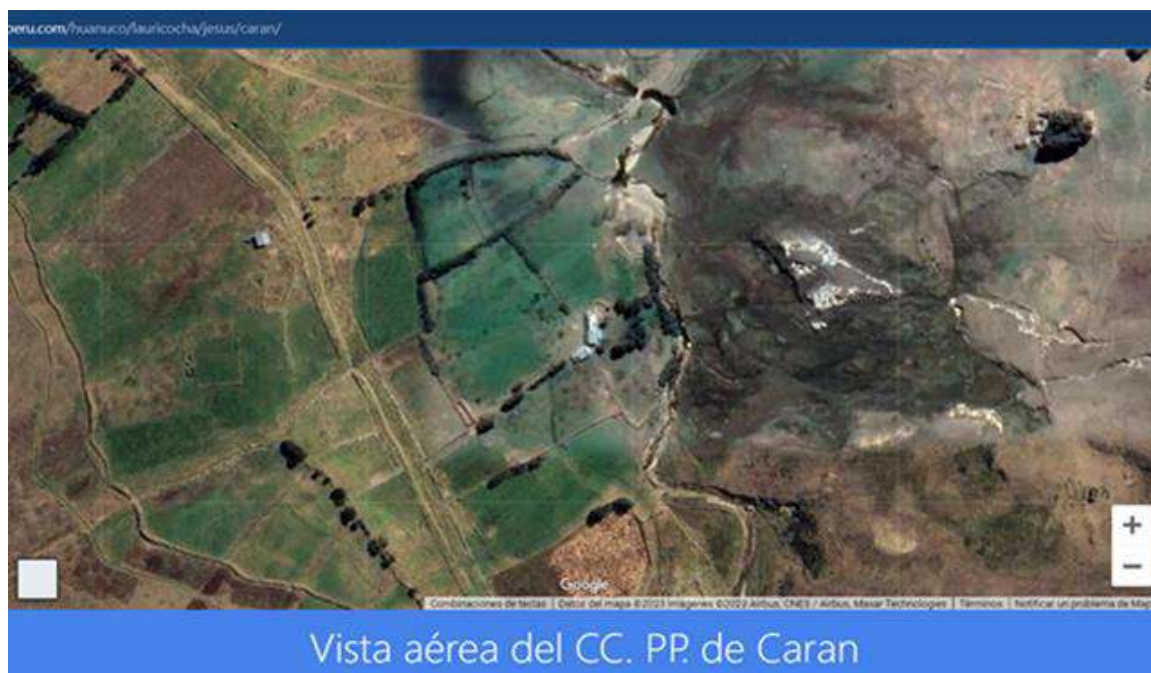 peru.com/huanuco/lauricocha/jesus/caran/
+
−
Google
Combinaciones de teclas Datos del mapa ©2023 Imágenes ©2023 Airbus, CNES / Airbus, Maxar Technologies Términos Notificar un problema de Map
Vista aérea del CC. PP. de Caran